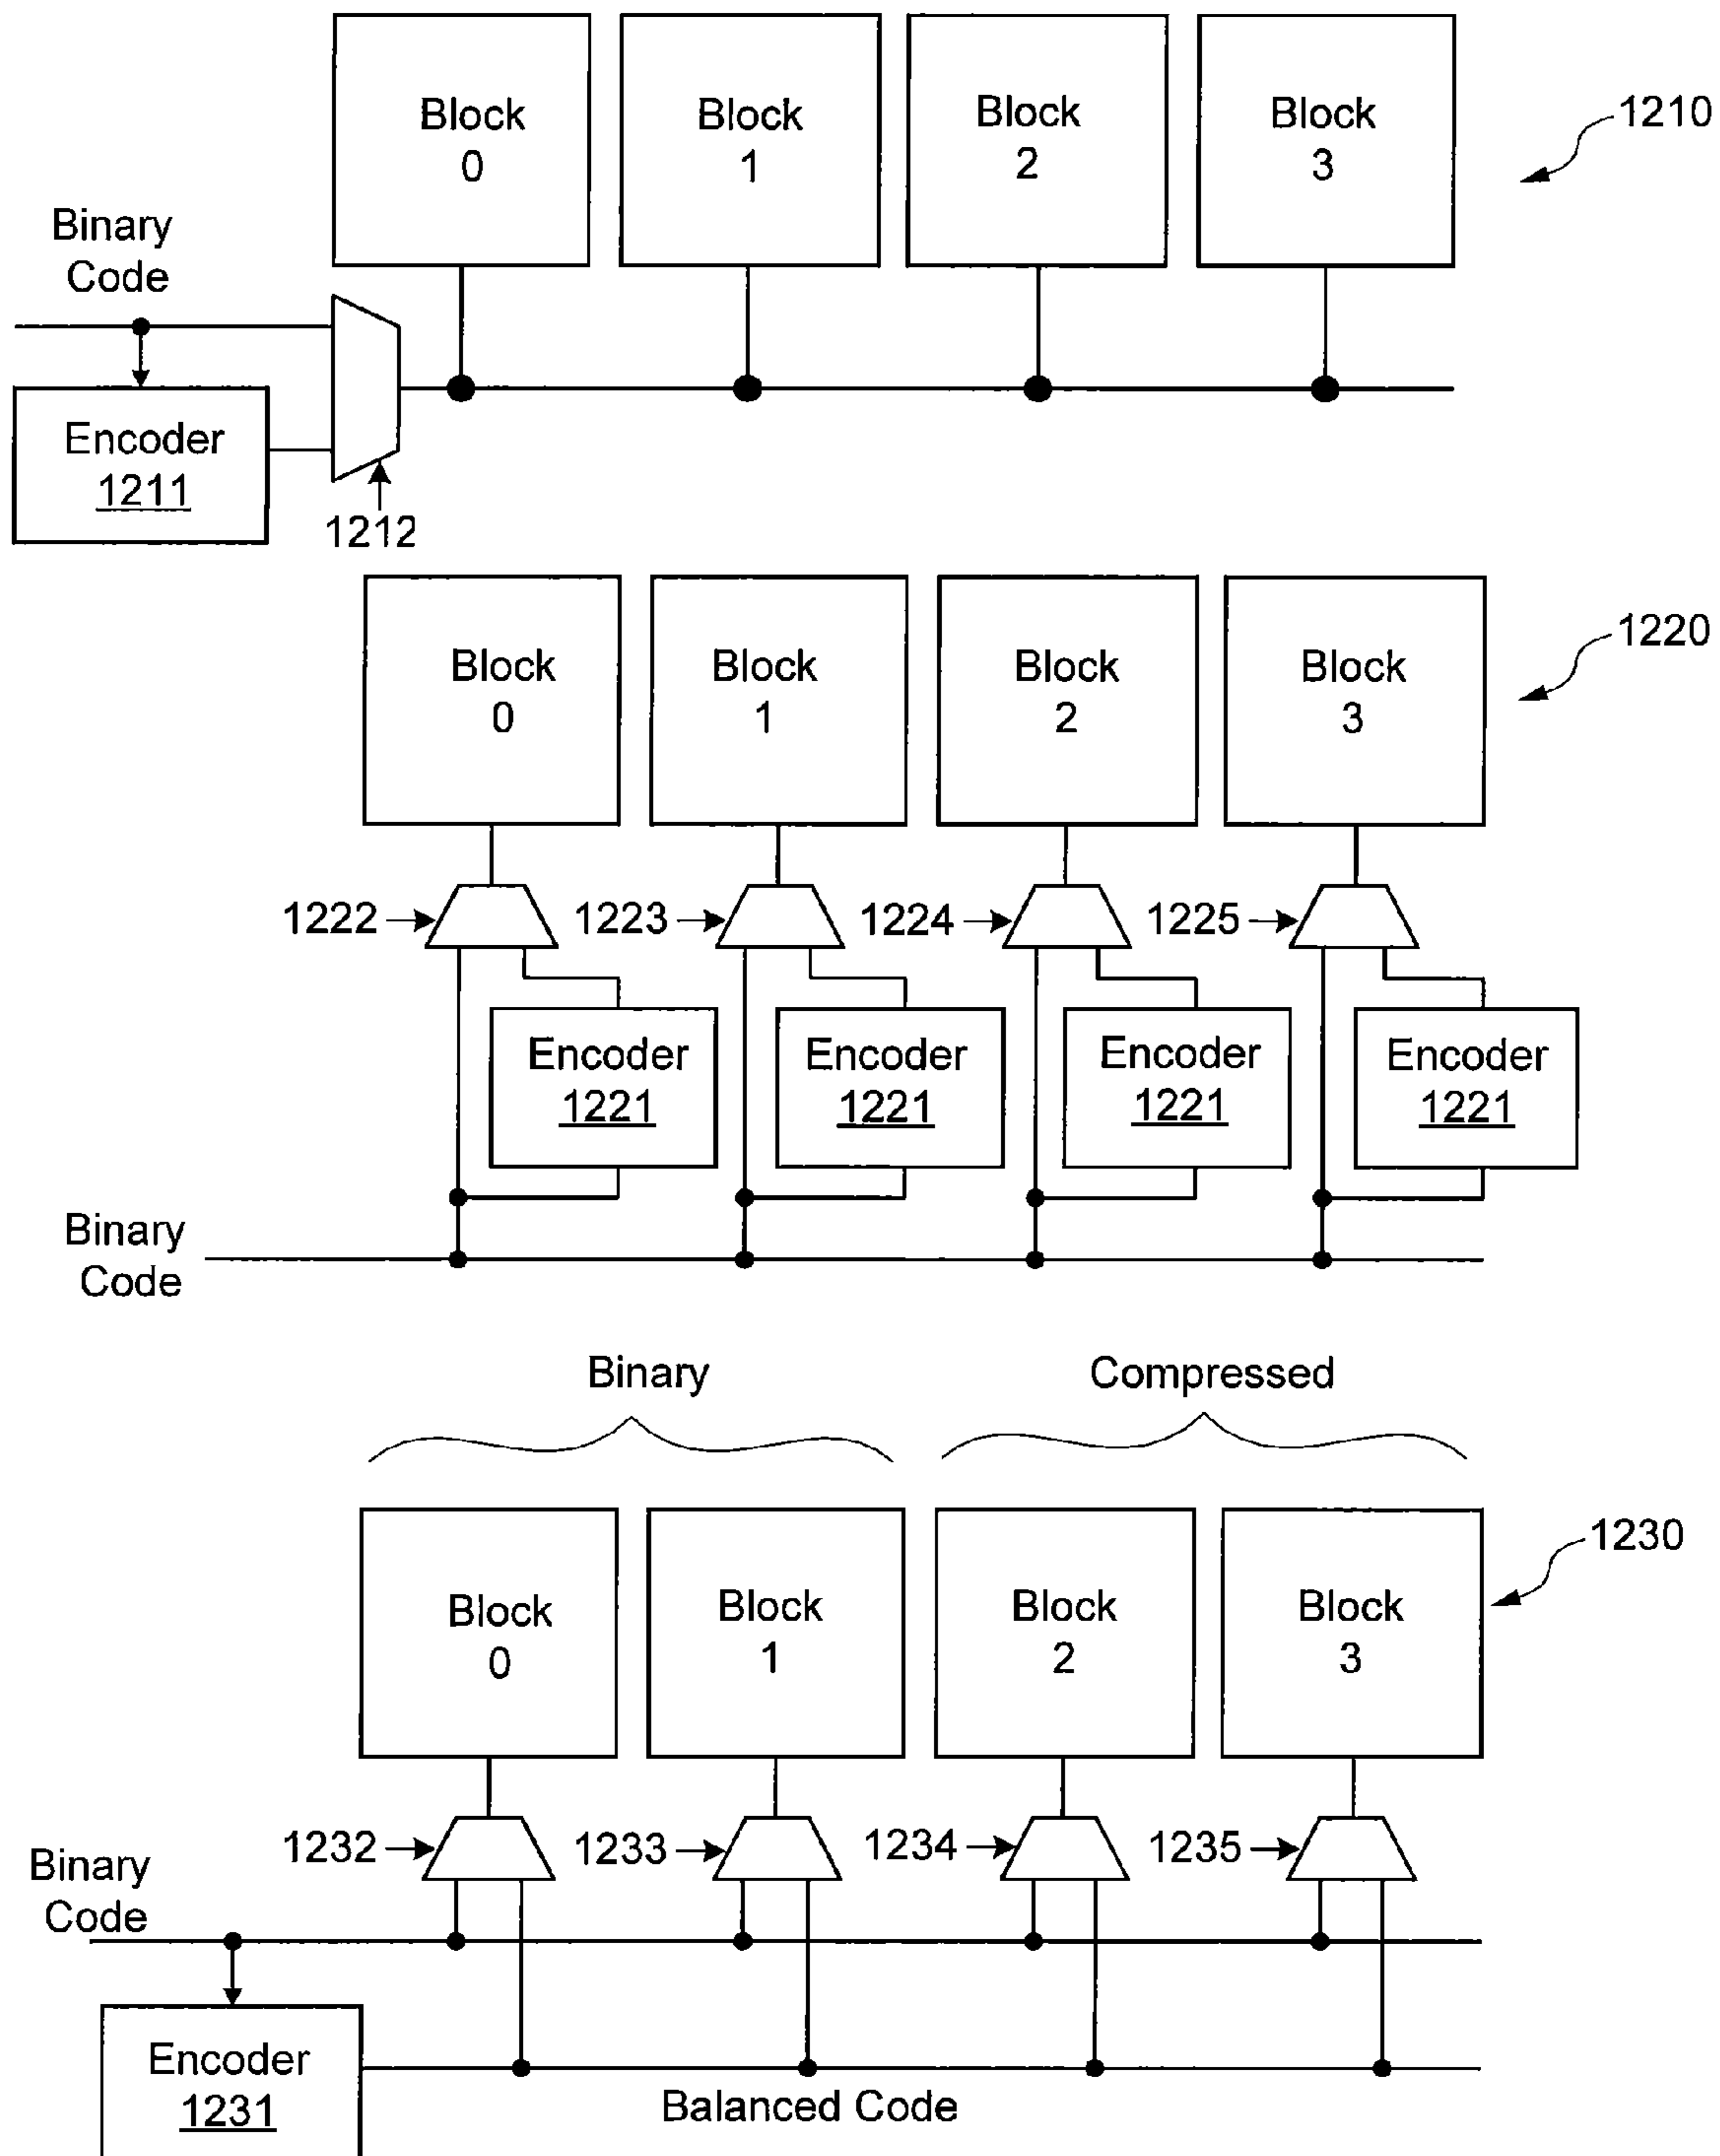 Block
0
Block
1
Block
2
Block
3
1210
Binary
Code
Encoder
1211
1212
Block
0
Block
1
Block
2
Block
3
1220
1222
1223
1224
1225
Encoder
1221
Encoder
1221
Encoder
1221
Encoder
1221
Binary
Code
Binary
Compressed
Block
0
Block
1
Block
2
Block
3
1230
1232
1233
1234
1235
Binary
Code
Encoder
1231
Balanced Code